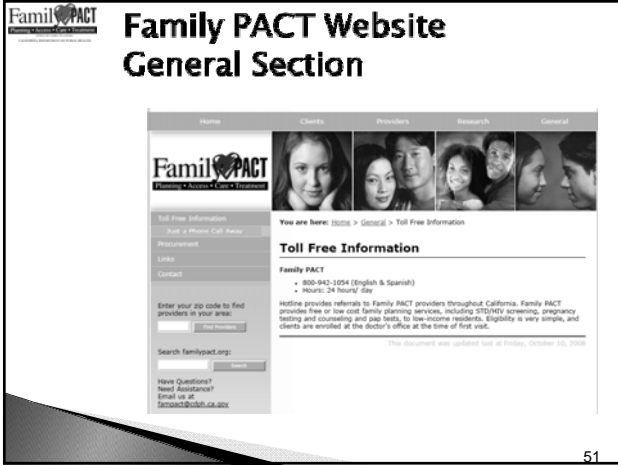 Family PACT
Planning • Access • Care • Treatment
Family PACT Website
General Section
Home Clients Providers Research General
Family PACT
Planning • Access • Care • Treatment
Toll Free Information
Just a Phone Call Away
Procurement
Links
Contact
Enter your zip code to find
providers in your area:
Find Providers
Search familypact.org:
Search
Have Questions?
Need Assistance?
Email us at
fampact@cdph.ca.gov
You are here: Home > General > Toll Free Information
Toll Free Information
Family PACT
• 800-942-1054 (English & Spanish)
• Hours: 24 hours/ day
Hotline provides referrals to Family PACT providers throughout California. Family PACT
provides free or low cost family planning services, including STD/HIV screening, pregnancy
testing and counseling and pap tests, to low-income residents. Eligibility is very simple, and
clients are enrolled at the doctor's office at the time of first visit.
This document was updated last at Friday, October 10, 2008
51